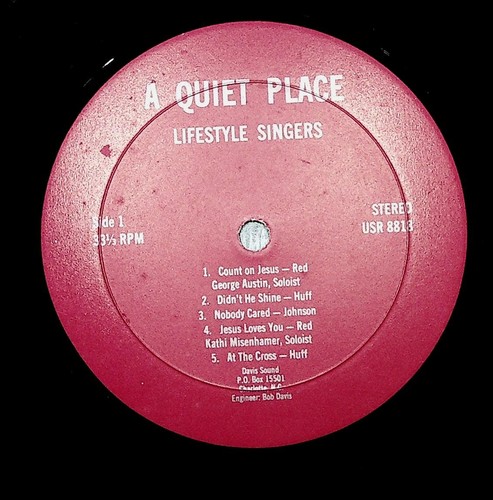 A QUIET PLACE
LIFESTYLE SINGERS
Side 1
33⅓ RPM
STEREO
USR 8813
1. Count on Jesus — Red
George Austin, Soloist
2. Didn't He Shine — Huff
3. Nobody Cared — Johnson
4. Jesus Loves You — Red
Kathi Misenhamer, Soloist
5. At The Cross — Huff
Davis Sound
P.O. Box 15501
Charlotte, N.C.
Engineer: Bob Davis